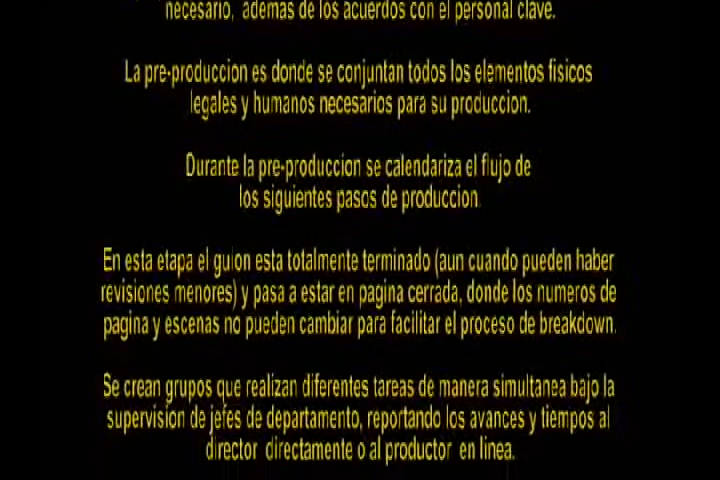 necesario, además de los acuerdos con el personal clave.
La pre-produccion es donde se conjuntan todos los elementos fisicos
legales y humanos necesarios para su produccion.
Durante la pre-produccion se calendariza el flujo de
los siguientes pasos de produccion.
En esta etapa el guion esta totalmente terminado (aun cuando pueden haber
revisiones menores) y pasa a estar en pagina cerrada, donde los numeros de
pagina y escenas no pueden cambiar para facilitar el proceso de breakdown.
Se crean grupos que realizan diferentes tareas de manera simultanea bajo la
supervision de jefes de departamento, reportando los avances y tiempos al
director directamente o al productor en linea.